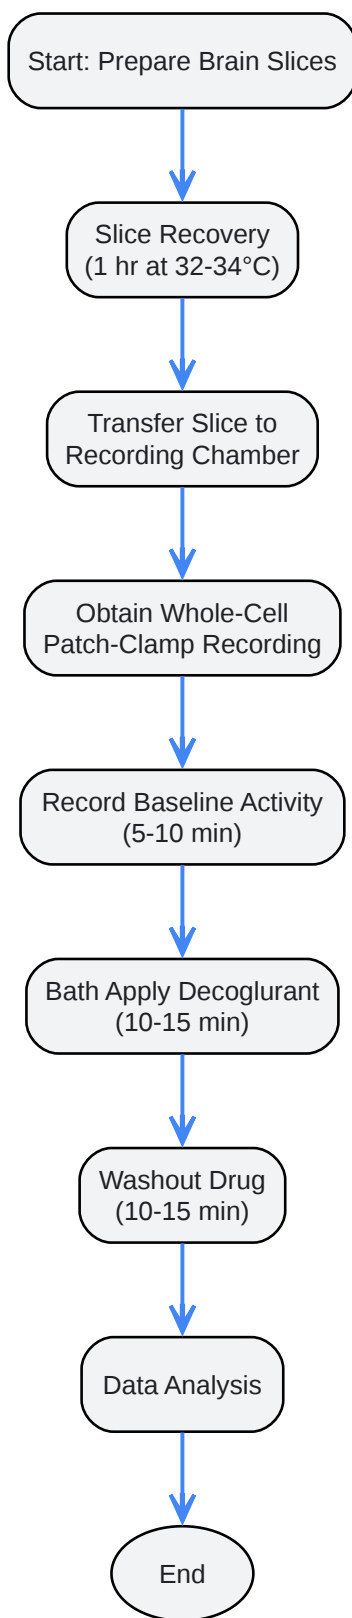 Start: Prepare Brain Slices
Slice Recovery
(1 hr at 32-34°C)
Transfer Slice to
Recording Chamber
Obtain Whole-Cell
Patch-Clamp Recording
Record Baseline Activity
(5-10 min)
Bath Apply Decoglurant
(10-15 min)
Washout Drug
(10-15 min)
Data Analysis
End